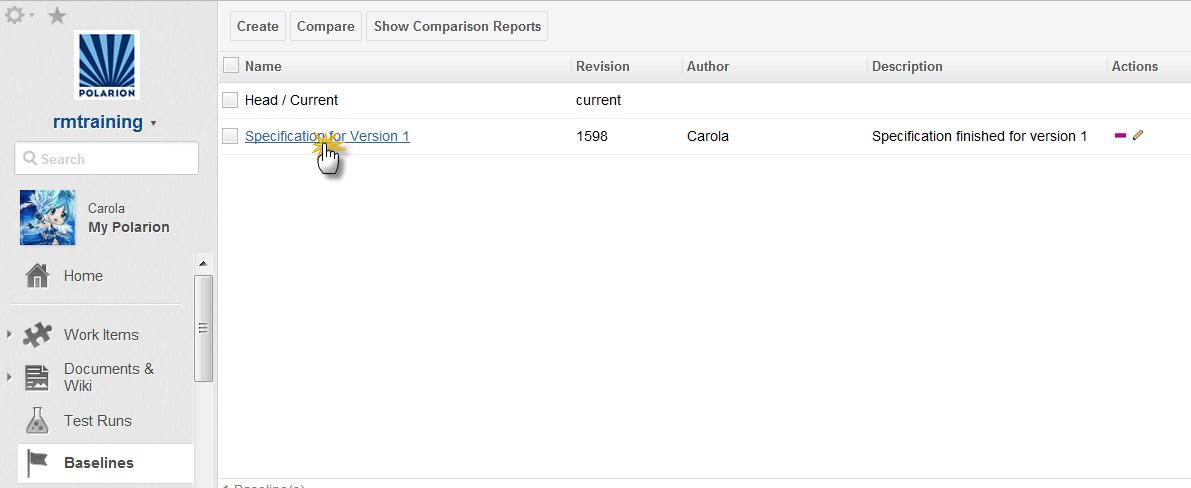 POLARION
rmtraining
Search
Carola
My Polarion
Home
Work Items
Documents &
Wiki
Test Runs
Baselines
Create Compare Show Comparison Reports
Name Revision Author Description Actions
Head / Current current
Specification for Version 1 1598 Carola Specification finished for version 1
1 Baseline(s)